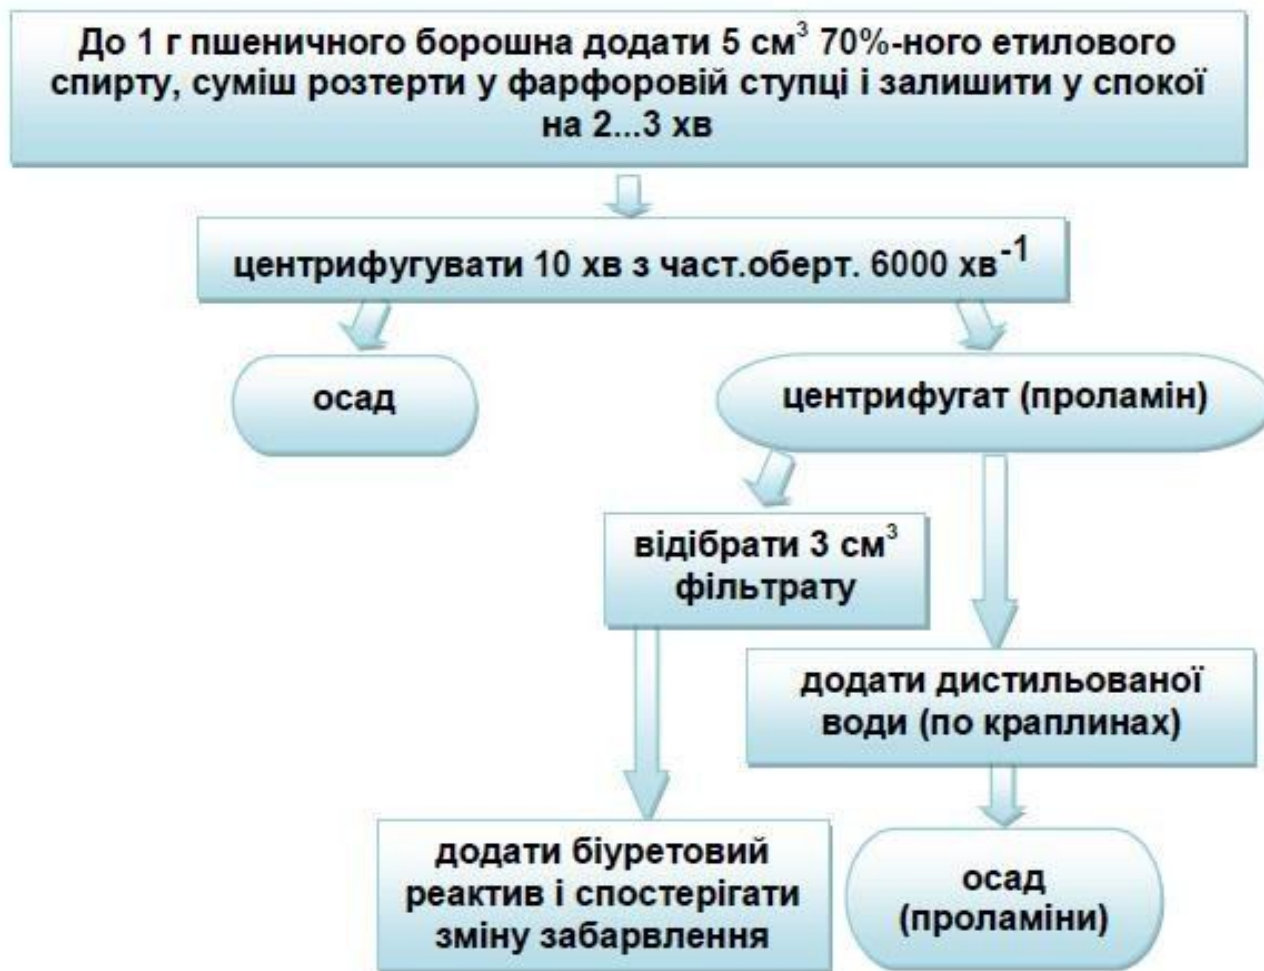 До 1 г пшеничного борошна додати 5 см³ 70%-ного етилового
спирту, суміш розтерти у фарфоровій ступці і залишити у спокої
на 2...3 хв
центрифугувати 10 хв з част.оберт. 6000 хв⁻¹
осад
центрифугат (проламін)
відібрати 3 см³
фільтрату
додати дистильованої
води (по краплинах)
додати біуретовий
реактив і спостерігати
зміну забарвлення
осад
(проламіни)